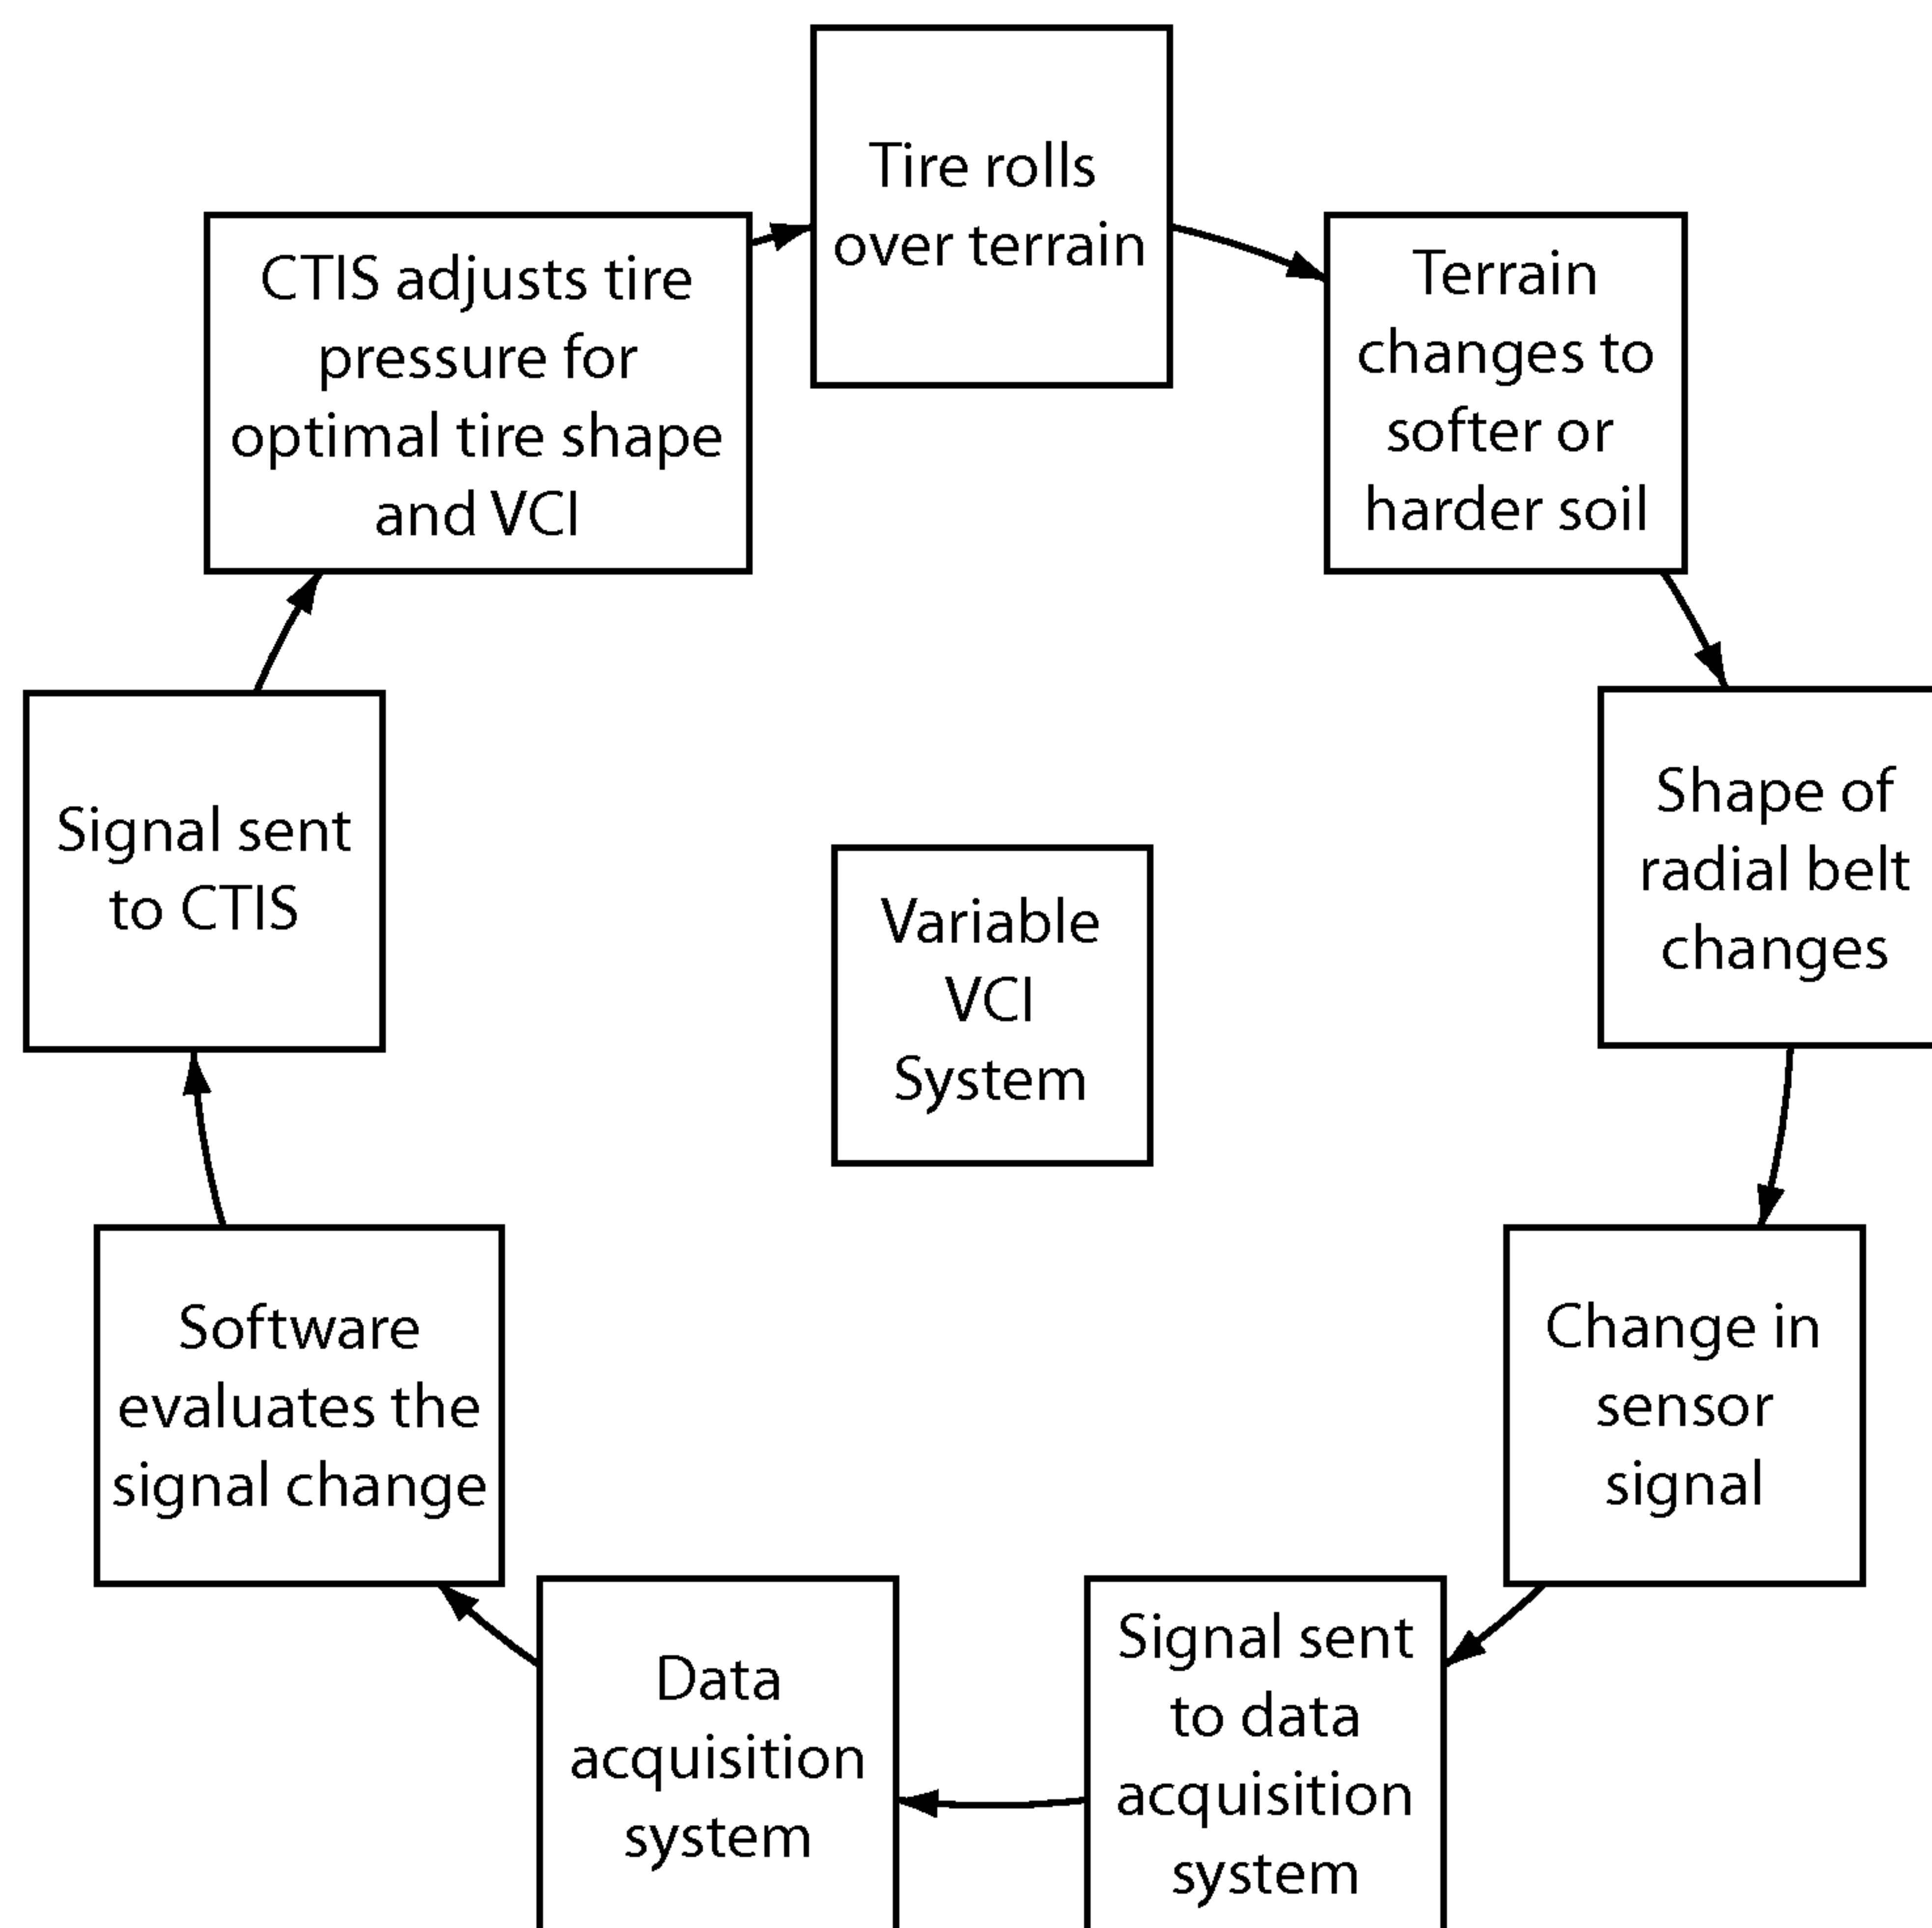 Tire rolls
over terrain
Terrain
changes to
softer or
harder soil
Shape of
radial belt
changes
Change in
sensor
signal
Signal sent
to data
acquisition
system
Data
acquisition
system
Software
evaluates the
signal change
Signal sent
to CTIS
CTIS adjusts tire
pressure for
optimal tire shape
and VCI
Variable
VCI
System